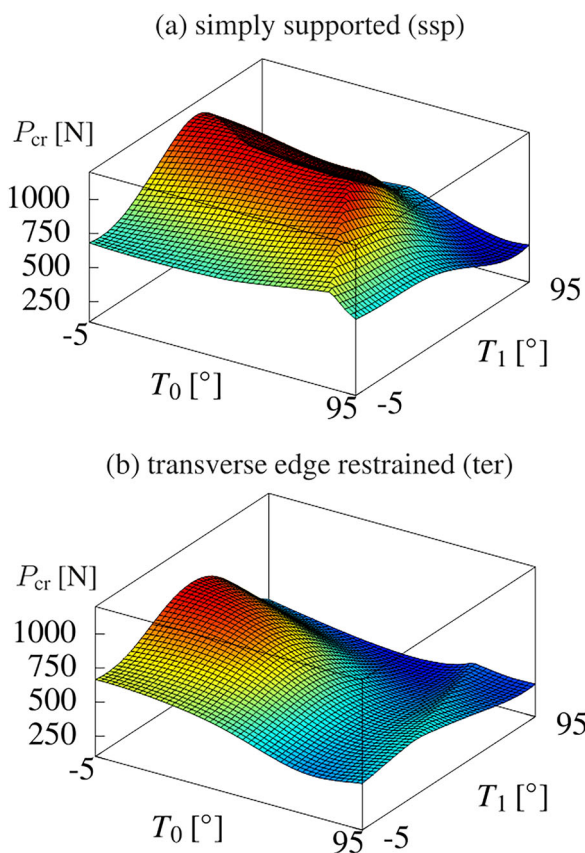 (a) simply supported (ssp)
P_cr [N]
1000
750
500
250
-5
T_0 [°]
95
-5
T_1 [°]
95
(b) transverse edge restrained (ter)
P_cr [N]
1000
750
500
250
-5
T_0 [°]
95
-5
T_1 [°]
95